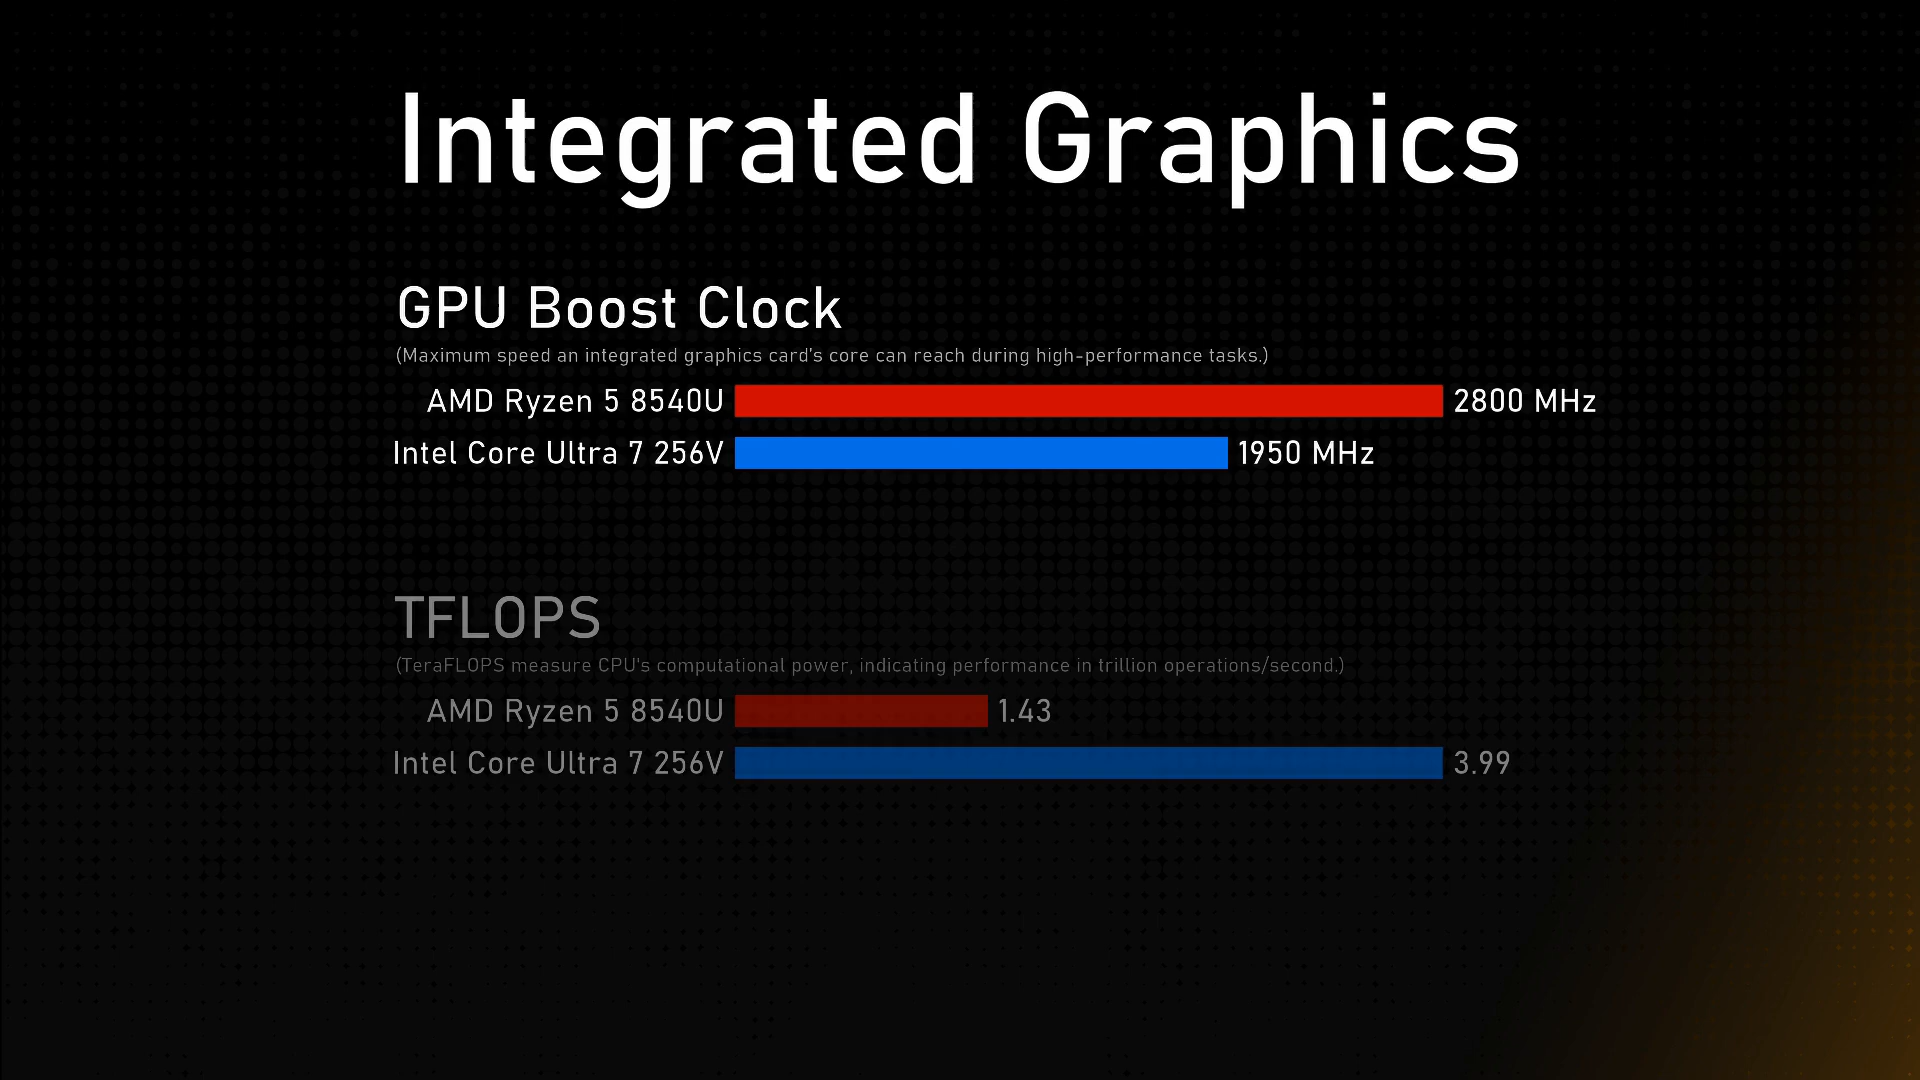 Integrated Graphics
GPU Boost Clock
(Maximum speed an integrated graphics card's core can reach during high-performance tasks.)
AMD Ryzen 5 8540U 2800 MHz
Intel Core Ultra 7 256V 1950 MHz
TFLOPS
(TeraFLOPS measure CPU's computational power, indicating performance in trillion operations/second.)
AMD Ryzen 5 8540U 1.43
Intel Core Ultra 7 256V 3.99